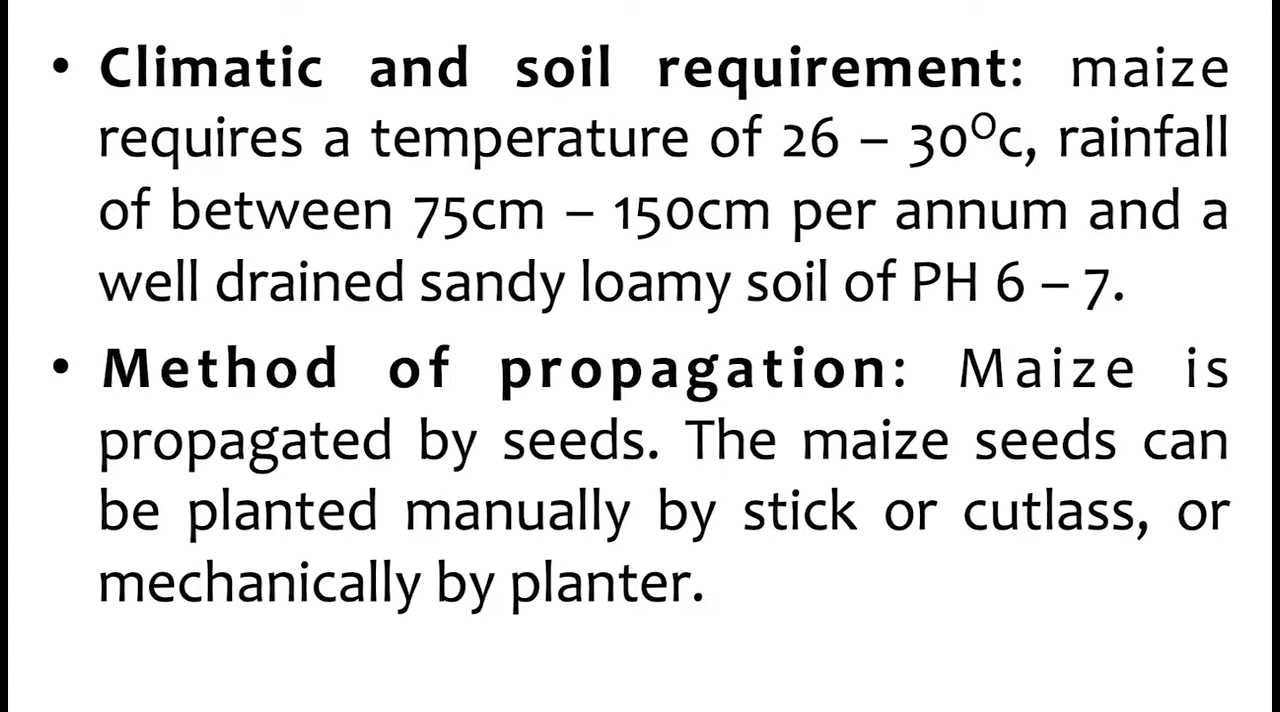 • Climatic and soil requirement: maize
requires a temperature of 26 – 30ᴼc, rainfall
of between 75cm – 150cm per annum and a
well drained sandy loamy soil of PH 6 – 7.
• Method of propagation: Maize is
propagated by seeds. The maize seeds can
be planted manually by stick or cutlass, or
mechanically by planter.